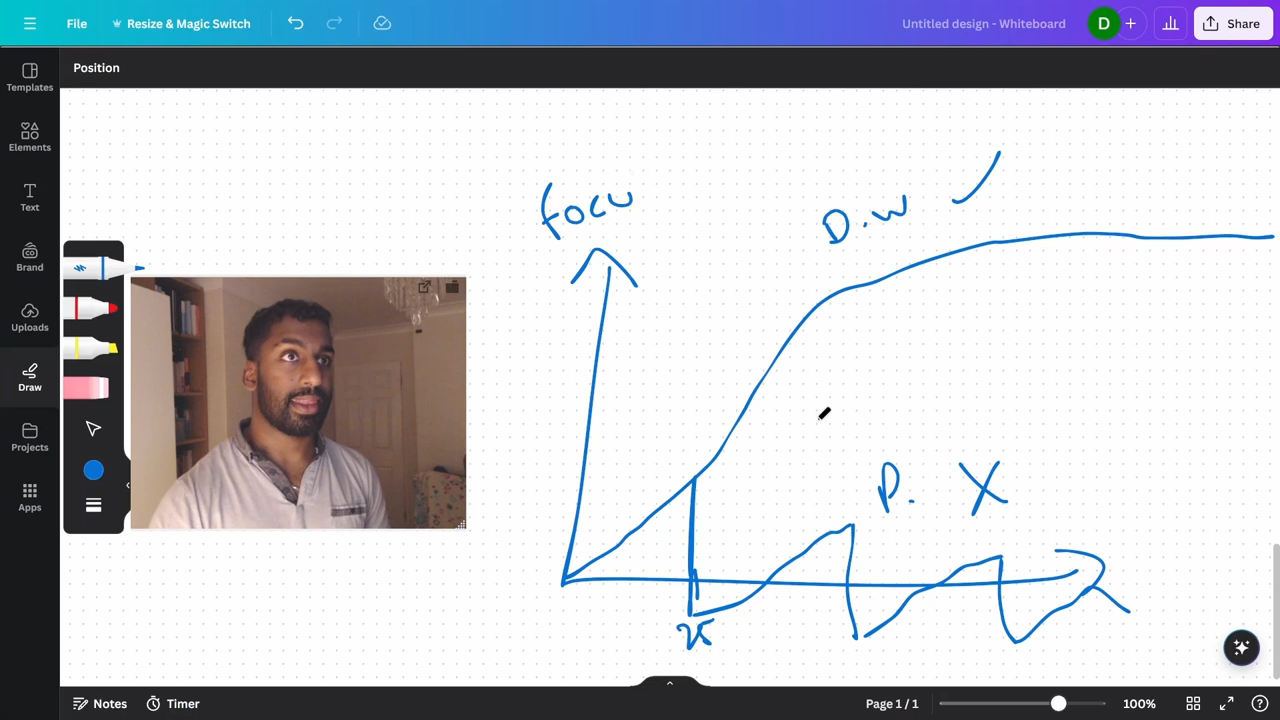 File
Resize & Magic Switch
Untitled design - Whiteboard
D
Share
Templates
Position
Elements
Text
Brand
Uploads
Draw
Projects
Apps
focu
D.W
P. X
25
Notes
Timer
Page 1 / 1
100%